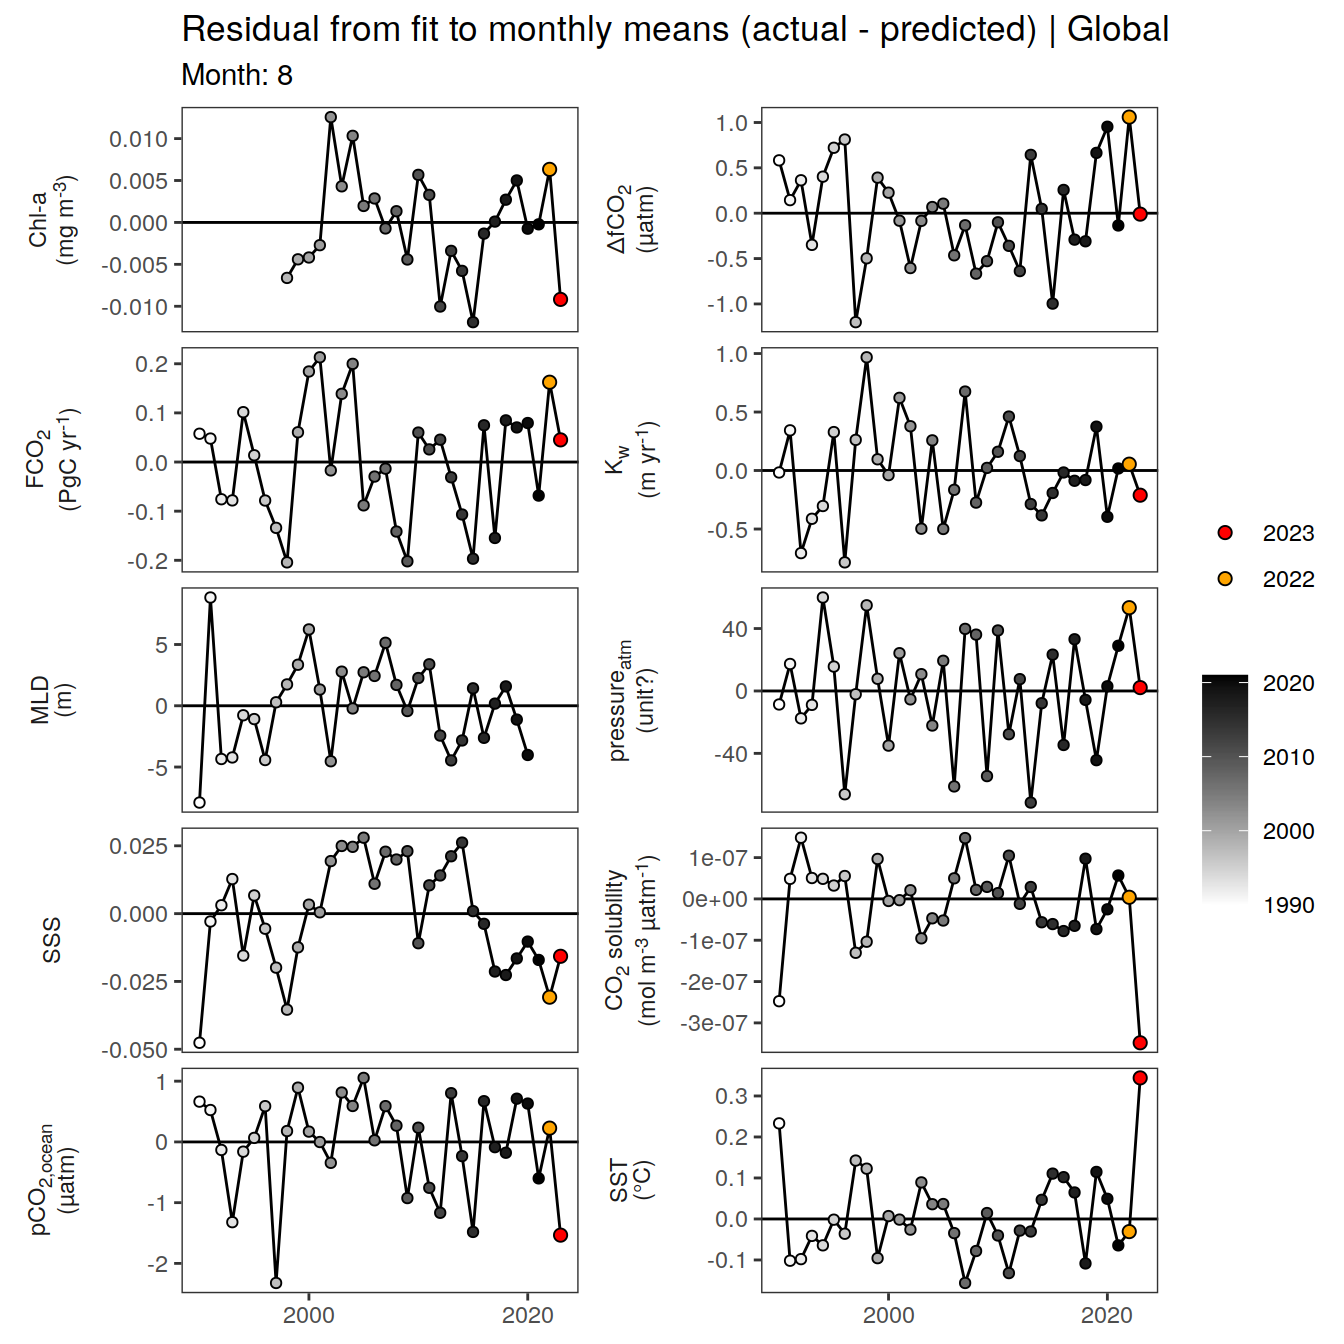 Residual from fit to monthly means (actual - predicted) | Global
Month: 8
Chl-a
(mg m⁻³)
0.010
0.005
0.000
-0.005
-0.010
ΔfCO₂
(µatm)
1.0
0.5
0.0
-0.5
-1.0
FCO₂
(PgC yr⁻¹)
0.2
0.1
0.0
-0.1
-0.2
K_w
(m yr⁻¹)
1.0
0.5
0.0
-0.5
MLD
(m)
5
0
-5
pressure_atm
(unit?)
40
0
-40
SSS
0.025
0.000
-0.025
-0.050
CO₂ solubility
(mol m⁻³ µatm⁻¹)
1e-07
0e+00
-1e-07
-2e-07
-3e-07
pCO₂,ocean
(µatm)
1
0
-1
-2
SST
(°C)
0.3
0.2
0.1
0.0
-0.1
2000 2020
2000 2020
2023
2022
2020
2010
2000
1990